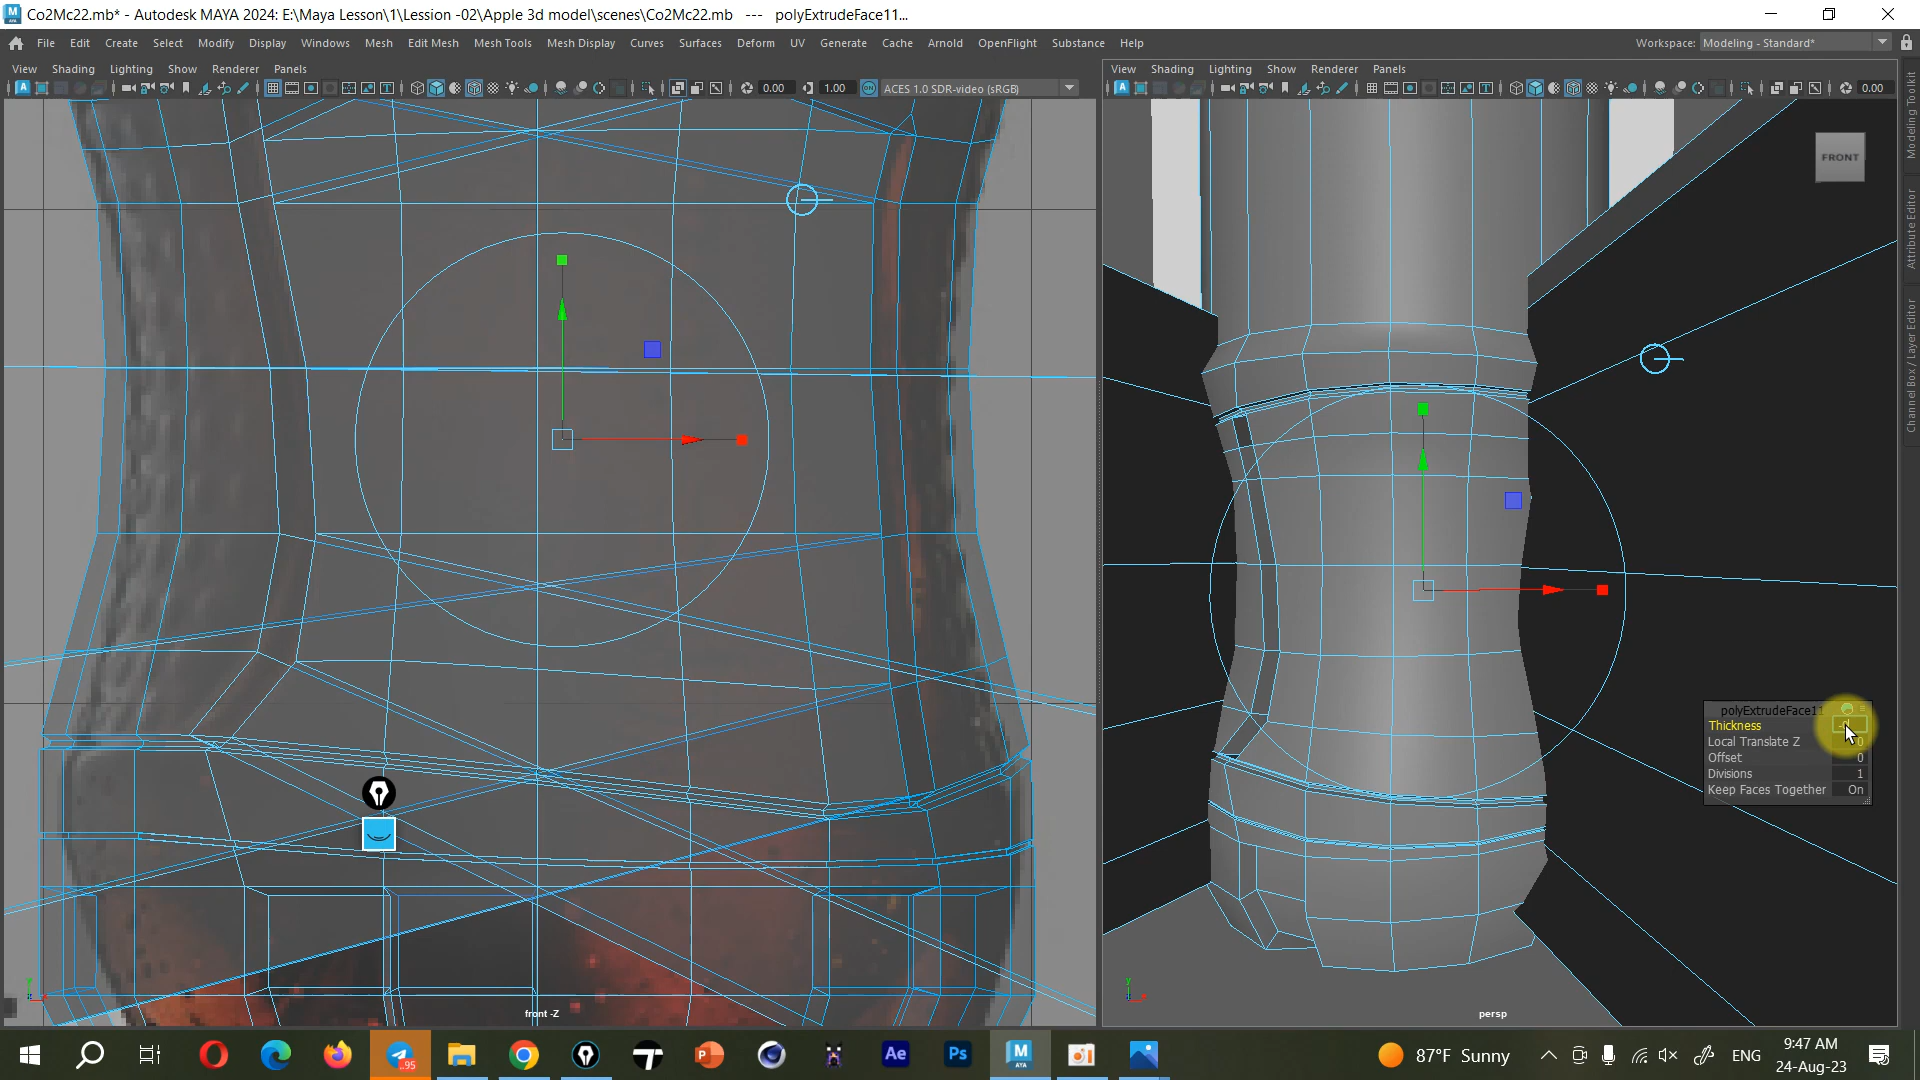 Co2Mc22.mb* - Autodesk MAYA 2024: E:\Maya Lesson\1\Lession -02\Apple 3d model\scenes\Co2Mc22.mb --- polyExtrudeFace11...
File Edit Create Select Modify Display Windows Mesh Edit Mesh Mesh Tools Mesh Display Curves Surfaces Deform UV Generate Cache Arnold OpenFlight Substance Help Workspace: Modeling - Standard*
View Shading Lighting Show Renderer Panels
0.00 1.00 ACES 1.0 SDR-video (sRGB)
View Shading Lighting Show Renderer Panels
0.00
FRONT
Modeling Toolkit
Attribute Editor
Channel Box / Layer Editor
polyExtrudeFace11
Thickness
Local Translate Z 0
Offset 0
Divisions 1
Keep Faces Together On
front -Z
persp
95
Ae
Ps
M
AYA
87°F Sunny
ENG
9:47 AM
24-Aug-23